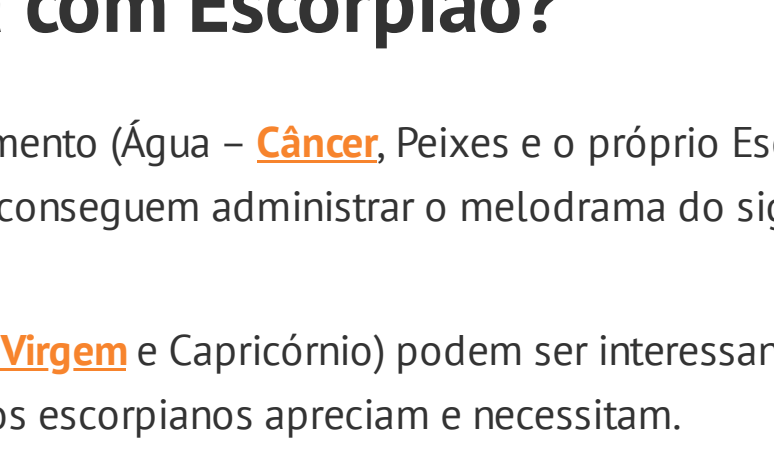 com Escorpião?
mento (Água – Câncer, Peixes e o próprio Es
conseguem administrar o melodrama do sig
Virgem e Capricórnio) podem ser interessan
os escorpianos apreciam e necessitam.